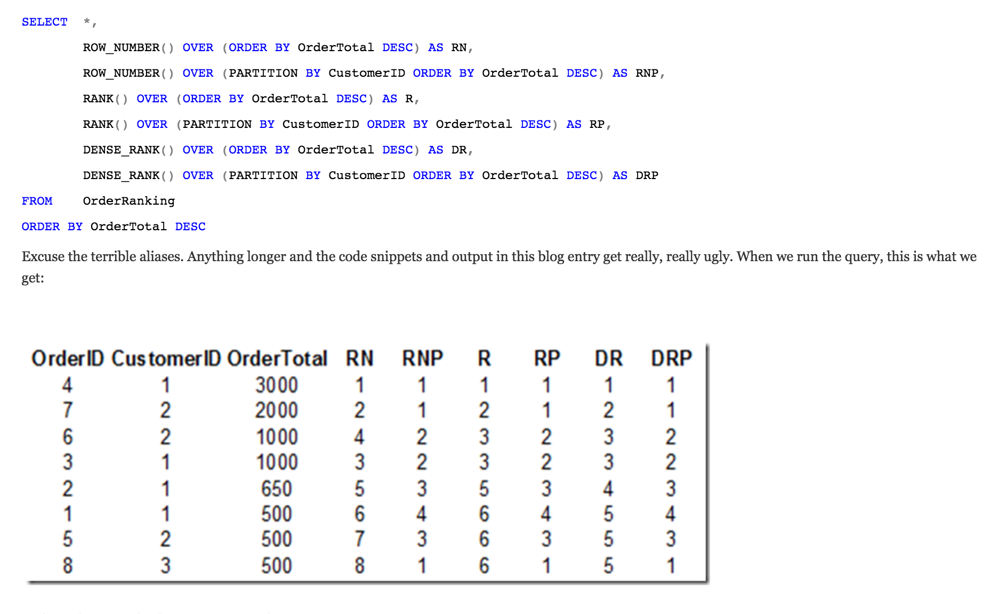 SELECT *,
ROW_NUMBER() OVER (ORDER BY OrderTotal DESC) AS RN,
ROW_NUMBER() OVER (PARTITION BY CustomerID ORDER BY OrderTotal DESC) AS RNP,
RANK() OVER (ORDER BY OrderTotal DESC) AS R,
RANK() OVER (PARTITION BY CustomerID ORDER BY OrderTotal DESC) AS RP,
DENSE_RANK() OVER (ORDER BY OrderTotal DESC) AS DR,
DENSE_RANK() OVER (PARTITION BY CustomerID ORDER BY OrderTotal DESC) AS DRP
FROM OrderRanking
ORDER BY OrderTotal DESC
Excuse the terrible aliases. Anything longer and the code snippets and output in this blog entry get really, really ugly. When we run the query, this is what we
get:
OrderID CustomerID OrderTotal RN RNP R RP DR DRP
4 1 3000 1 1 1 1 1 1
7 2 2000 2 1 2 1 2 1
6 2 1000 4 2 3 2 3 2
3 1 1000 3 2 3 2 3 2
2 1 650 5 3 5 3 4 3
1 1 500 6 4 6 4 5 4
5 2 500 7 3 6 3 5 3
8 3 500 8 1 6 1 5 1